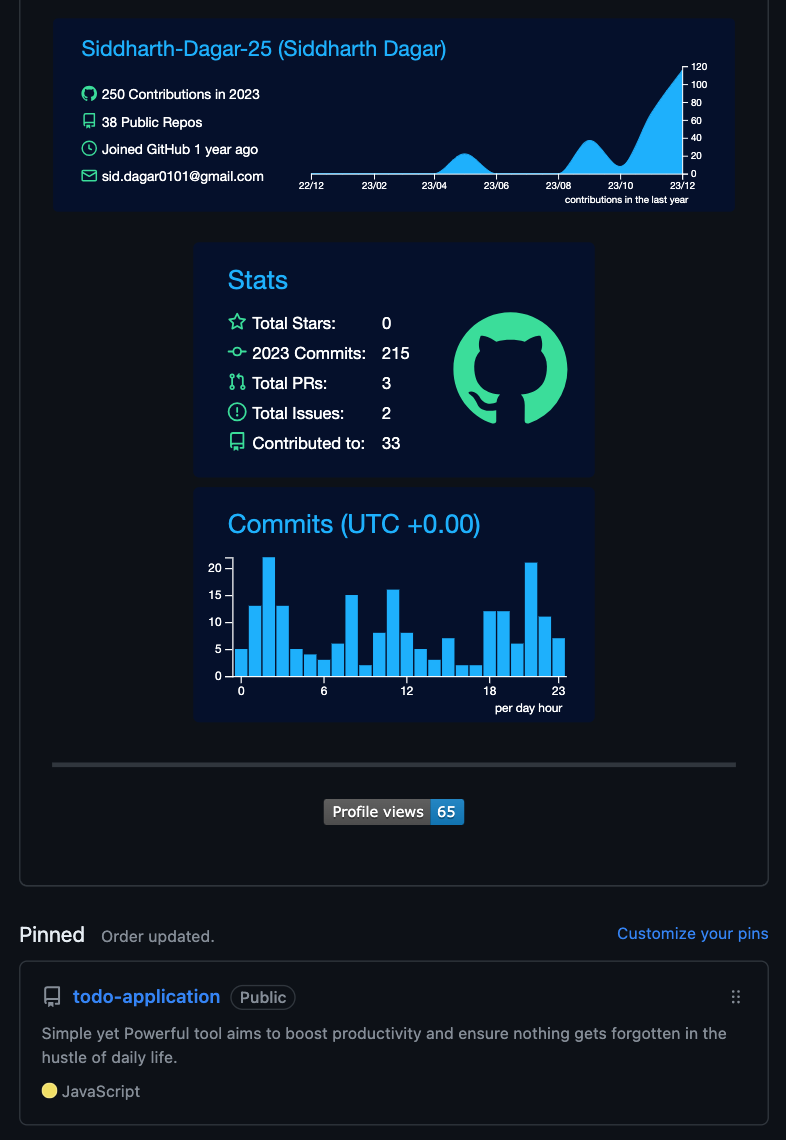 Siddharth-Dagar-25 (Siddharth Dagar)
250 Contributions in 2023
38 Public Repos
Joined GitHub 1 year ago
sid.dagar0101@gmail.com
120
100
80
60
40
20
0
22/12 23/02 23/04 23/06 23/08 23/10 23/12
contributions in the last year
Stats
Total Stars: 0
2023 Commits: 215
Total PRs: 3
Total Issues: 2
Contributed to: 33
Commits (UTC +0.00)
20
15
10
5
0
0 6 12 18 23
per day hour
Profile views 65
Pinned Order updated. Customize your pins
todo-application Public
Simple yet Powerful tool aims to boost productivity and ensure nothing gets forgotten in the
hustle of daily life.
JavaScript